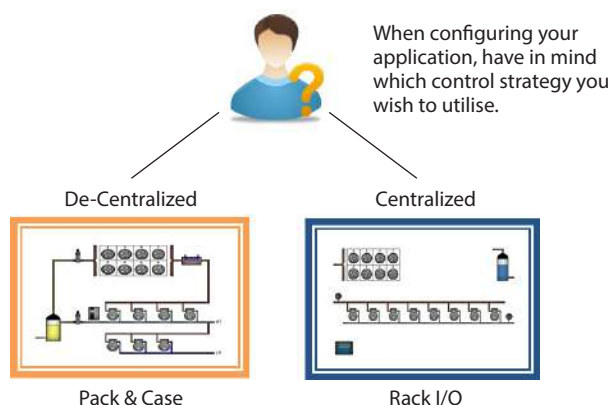 When configuring your
application, have in mind
which control strategy you
wish to utilise.
De-Centralized
Centralized
Pack & Case
Rack I/O